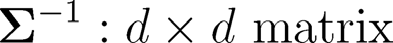 Σ⁻¹ : d × d matrix